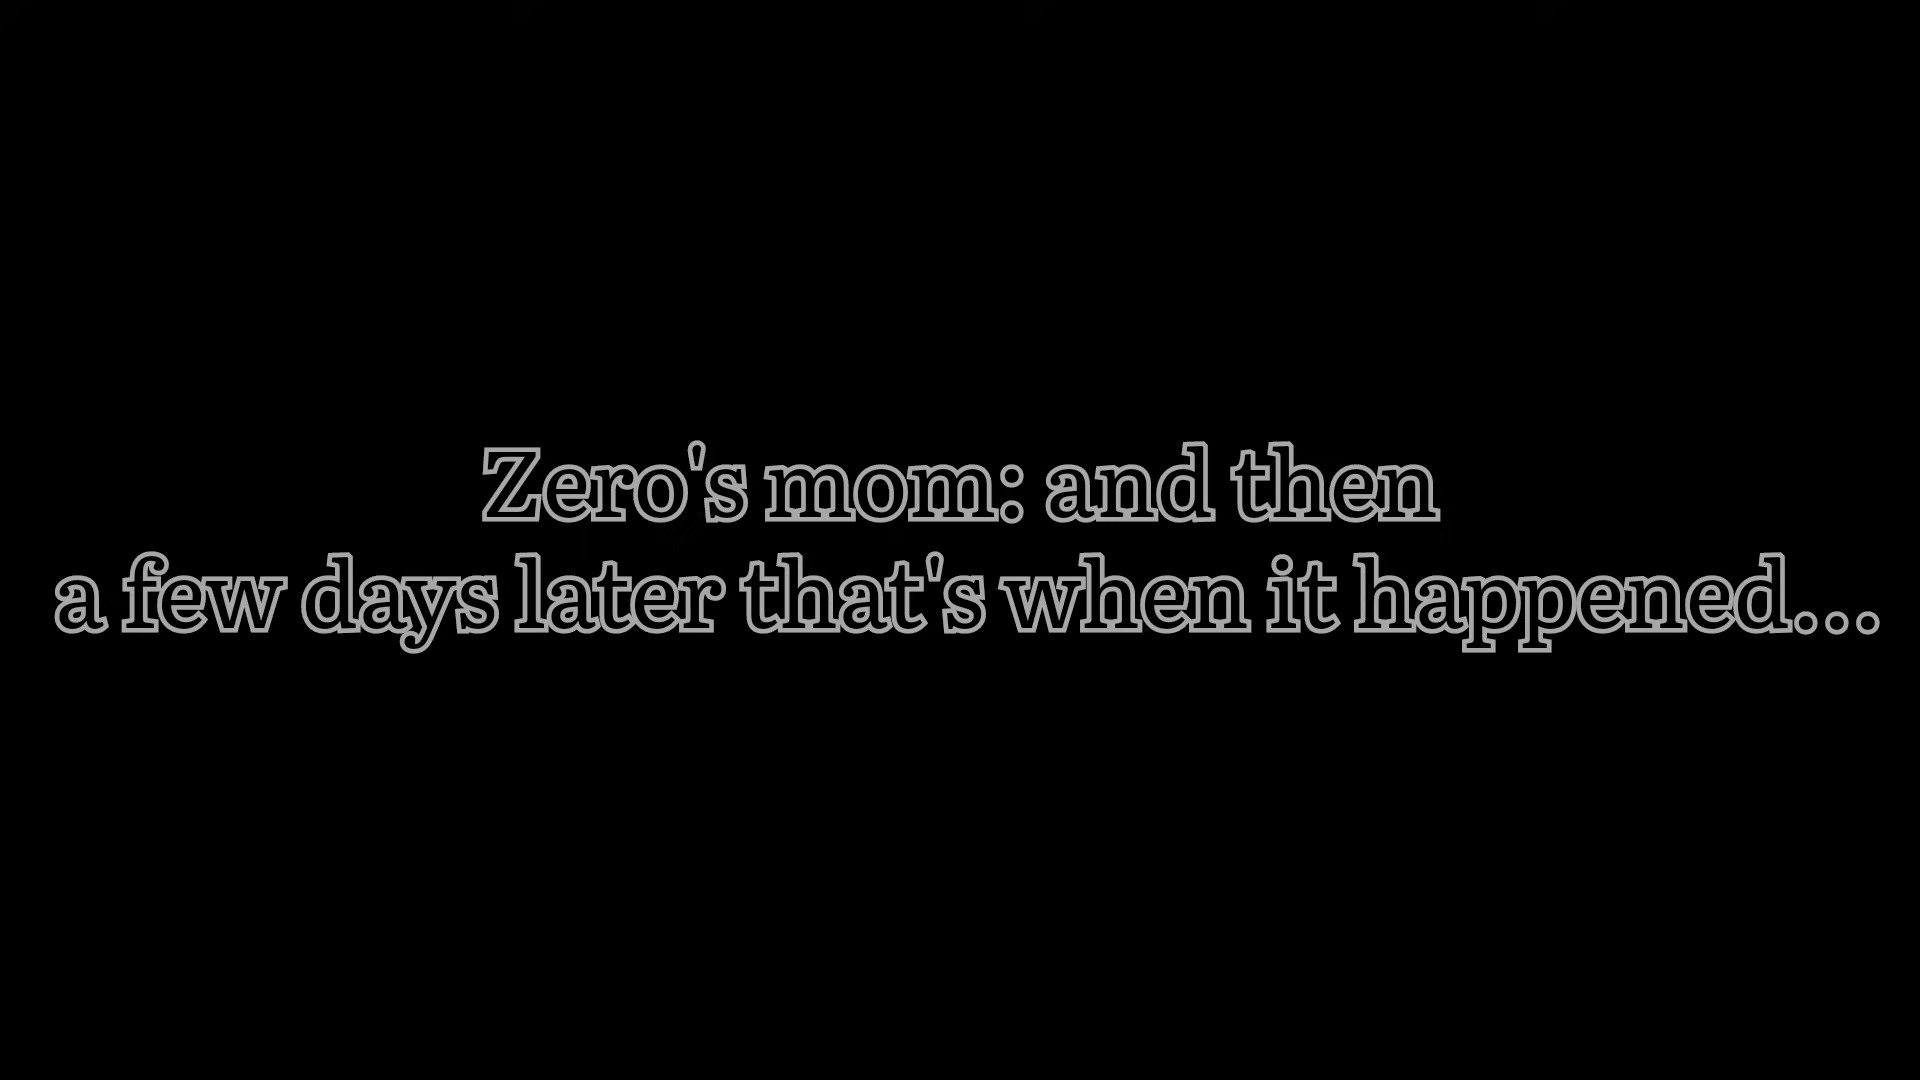 Zero's mom: and then
a few days later that's when it happened...